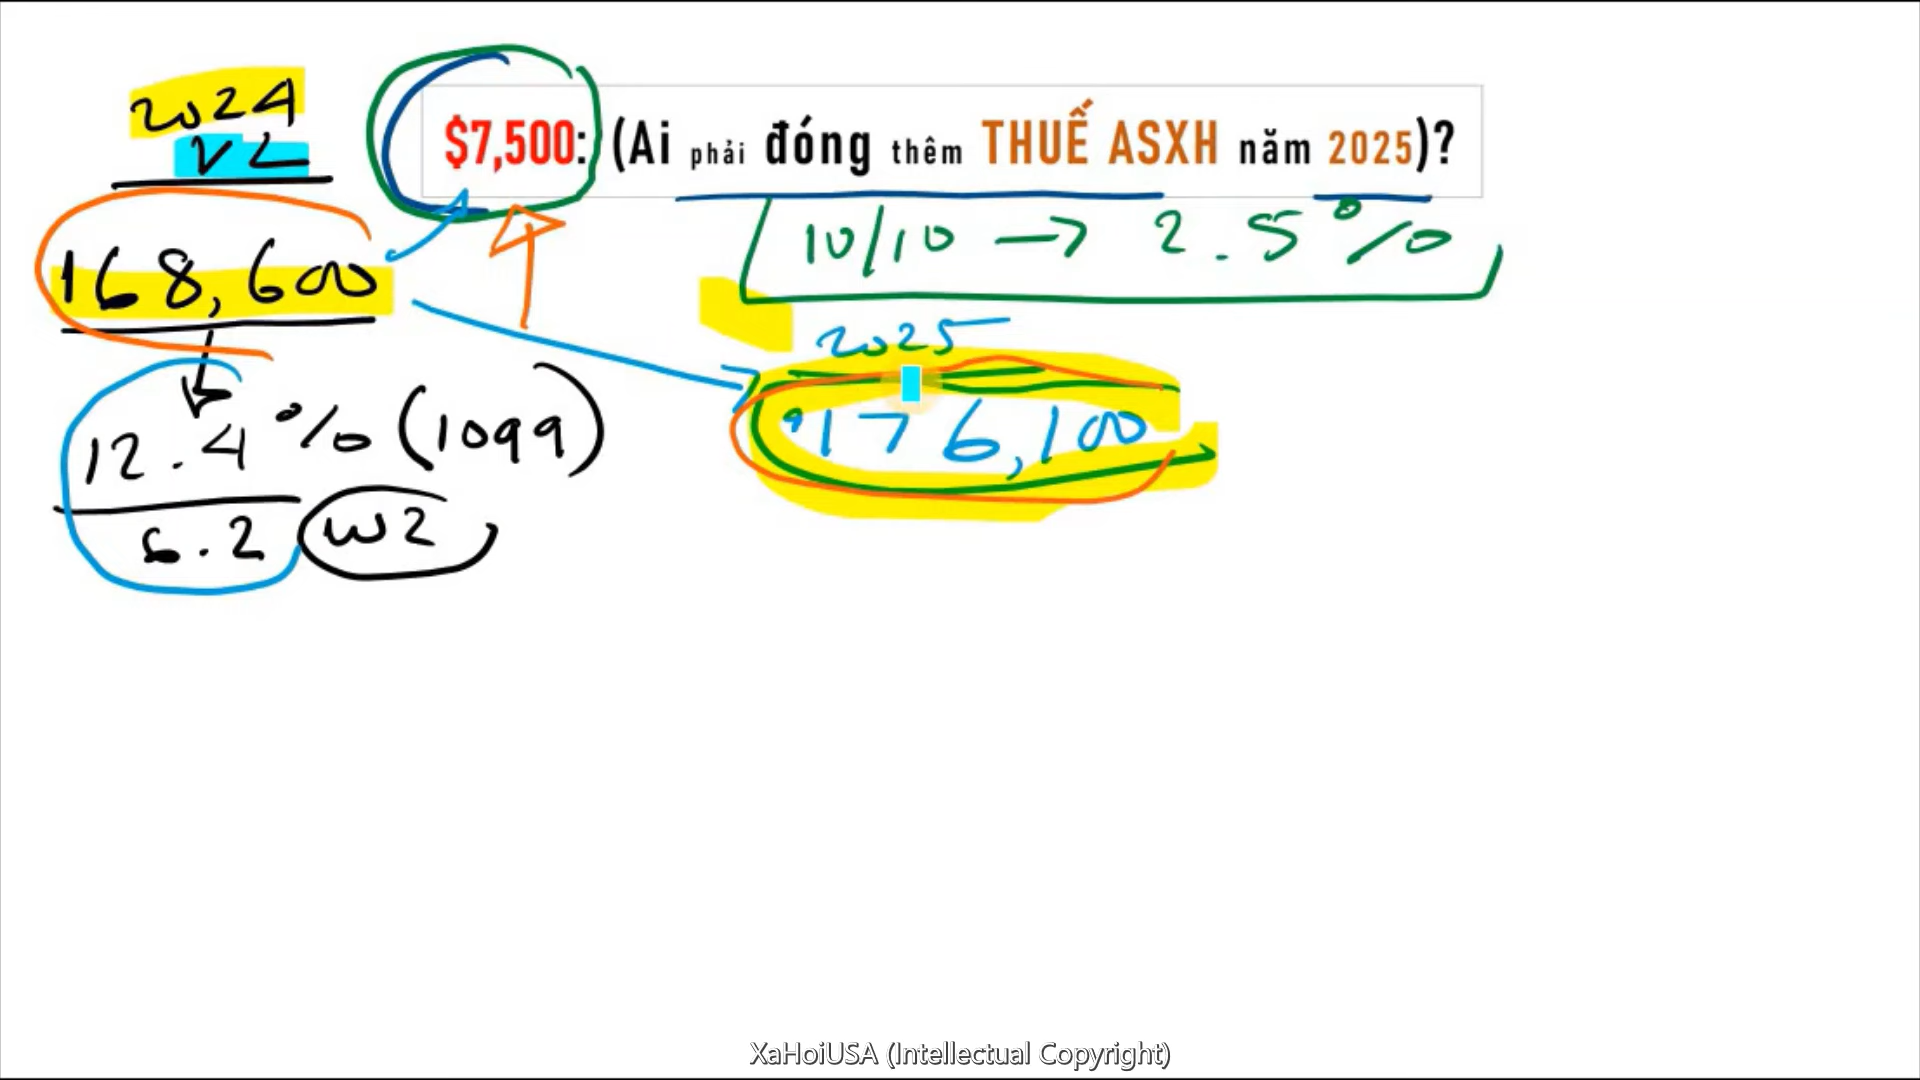 2024
VL
$7,500: (Ai phải đóng thêm THUẾ ASXH năm 2025)?
10/10 → 2.5%
168,600
2025
176,100
12.4% (1099)
6.2 W2
XaHoiUSA (Intellectual Copyright)